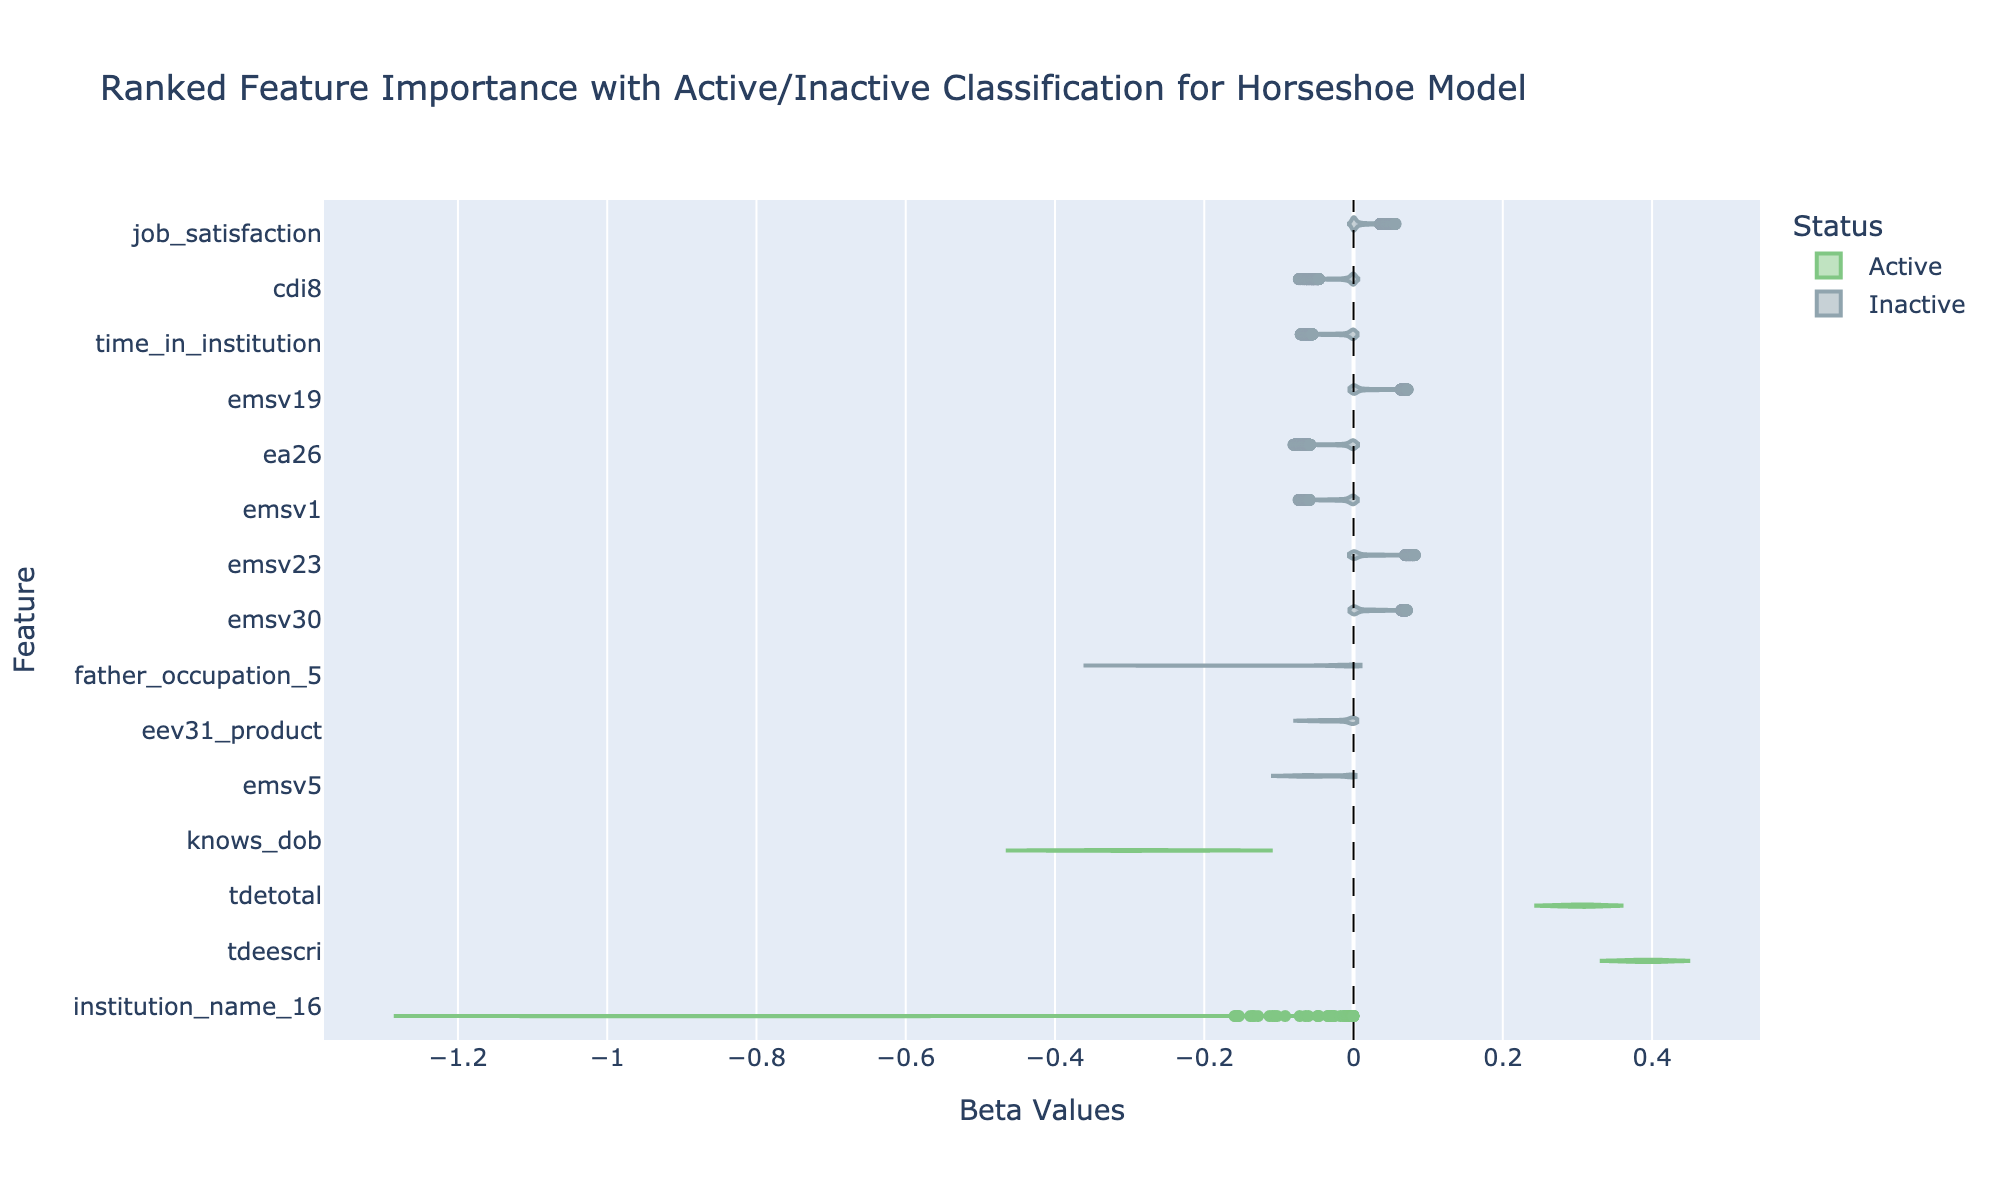 Ranked Feature Importance with Active/Inactive Classification for Horseshoe Model
Status
Active
Inactive
Feature
job_satisfaction
cdi8
time_in_institution
emsv19
ea26
emsv1
emsv23
emsv30
father_occupation_5
eev31_product
emsv5
knows_dob
tdetotal
tdeescri
institution_name_16
−1.2 −1 −0.8 −0.6 −0.4 −0.2 0 0.2 0.4
Beta Values